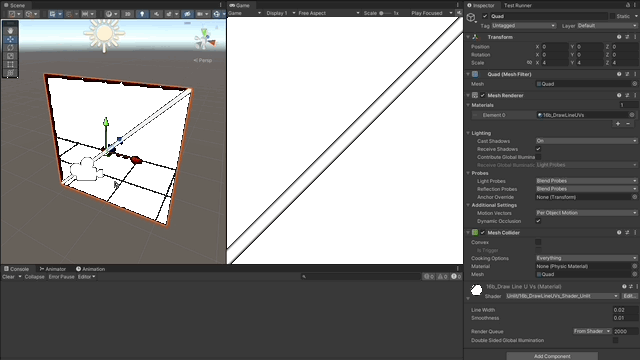 Scene
Game
Inspector
Test Runner
Game
Display 1
Free Aspect
Scale
1x
Play Focused
Quad
Static
Tag Untagged
Layer Default
Transform
Position X 0 Y 0 Z 0
Rotation X 0 Y 0 Z 0
Scale X 4 Y 4 Z 4
Persp
Quad (Mesh Filter)
Mesh Quad
Mesh Renderer
Materials 1
Element 0 16b_DrawLineUVs
Lighting
Cast Shadows On
Receive Shadows
Contribute Global Illumina
Receive Global Illuminatio Light Probes
Probes
Light Probes Blend Probes
Reflection Probes Blend Probes
Anchor Override None (Transform)
Additional Settings
Motion Vectors Per Object Motion
Dynamic Occlusion
Mesh Collider
Convex
Is Trigger
Cooking Options Everything
Material None (Physic Material)
Mesh Quad
16b_Draw Line U Vs (Material)
Shader Unlit/16b_DrawLineUVs_Shader_Unlit Edit...
Line Width 0.02
Smoothness 0.01
Render Queue From Shader 2000
Double Sided Global Illumination
Add Component
Console
Animator
Animation
Clear
Collapse
Error Pause
Editor
0 0 0